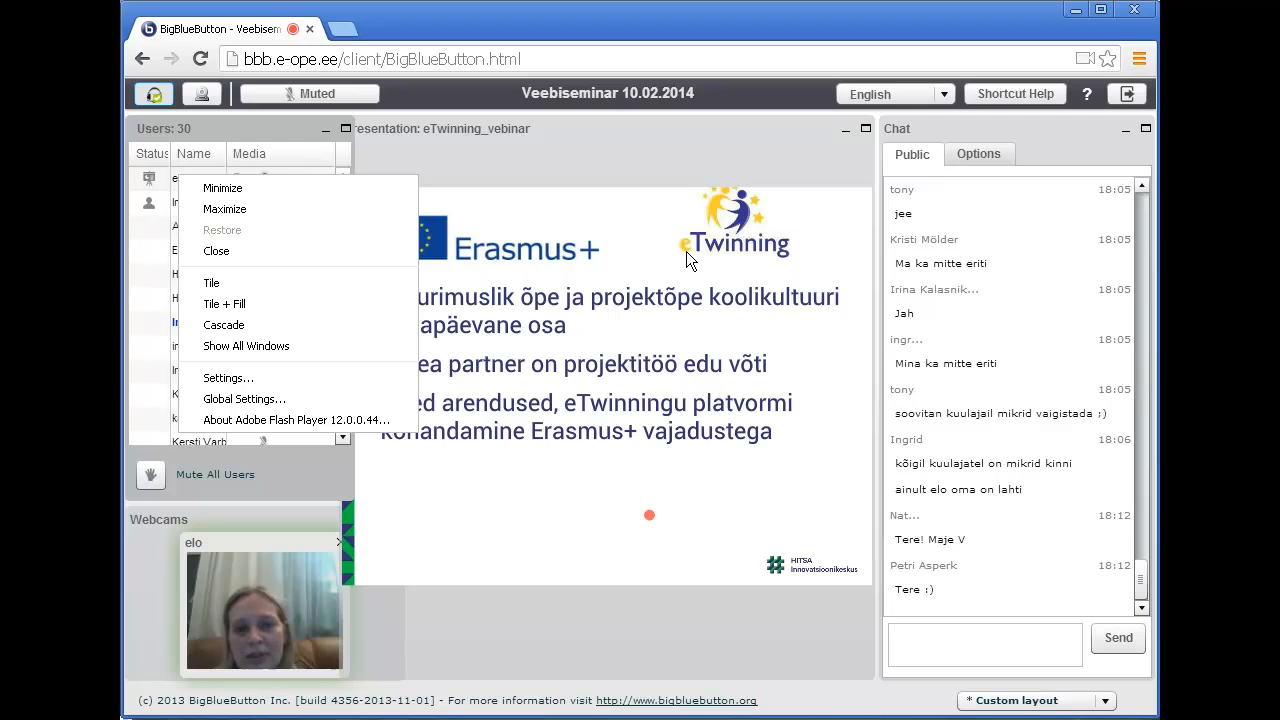 BigBlueButton - Veebisem
bbb.e-ope.ee/client/BigBlueButton.html
Muted
Veebiseminar 10.02.2014
English
Shortcut Help
?
Users: 30
Status
Name
Media
Minimize
Maximize
Restore
Close
Tile
Tile + Fill
Cascade
Show All Windows
Settings...
Global Settings...
About Adobe Flash Player 12.0.0.44...
Kersti Varb
Mute All Users
Webcams
elo
resentation: eTwinning_vebinar
Erasmus+
eTwinning
urimuslik õpe ja projektõpe koolikultuuri
apäevane osa
ea partner on projektitöö edu võti
ed arendused, eTwinningu platvormi
kohandamine Erasmus+ vajadustega
HITSA
Innovatsioonikeskus
Chat
Public
Options
tony 18:05
jee
Kristi Mölder 18:05
Ma ka mitte eriti
Irina Kalasnik... 18:05
Jah
ingr... 18:05
Mina ka mitte eriti
tony 18:05
soovitan kuulajail mikrid vaigistada ;)
Ingrid 18:06
kõigil kuulajatel on mikrid kinni
ainult elo oma on lahti
Nat... 18:12
Tere! Maje V
Petri Asperk 18:12
Tere :)
Send
(c) 2013 BigBlueButton Inc. [build 4356-2013-11-01] - For more information visit http://www.bigbluebutton.org
* Custom layout